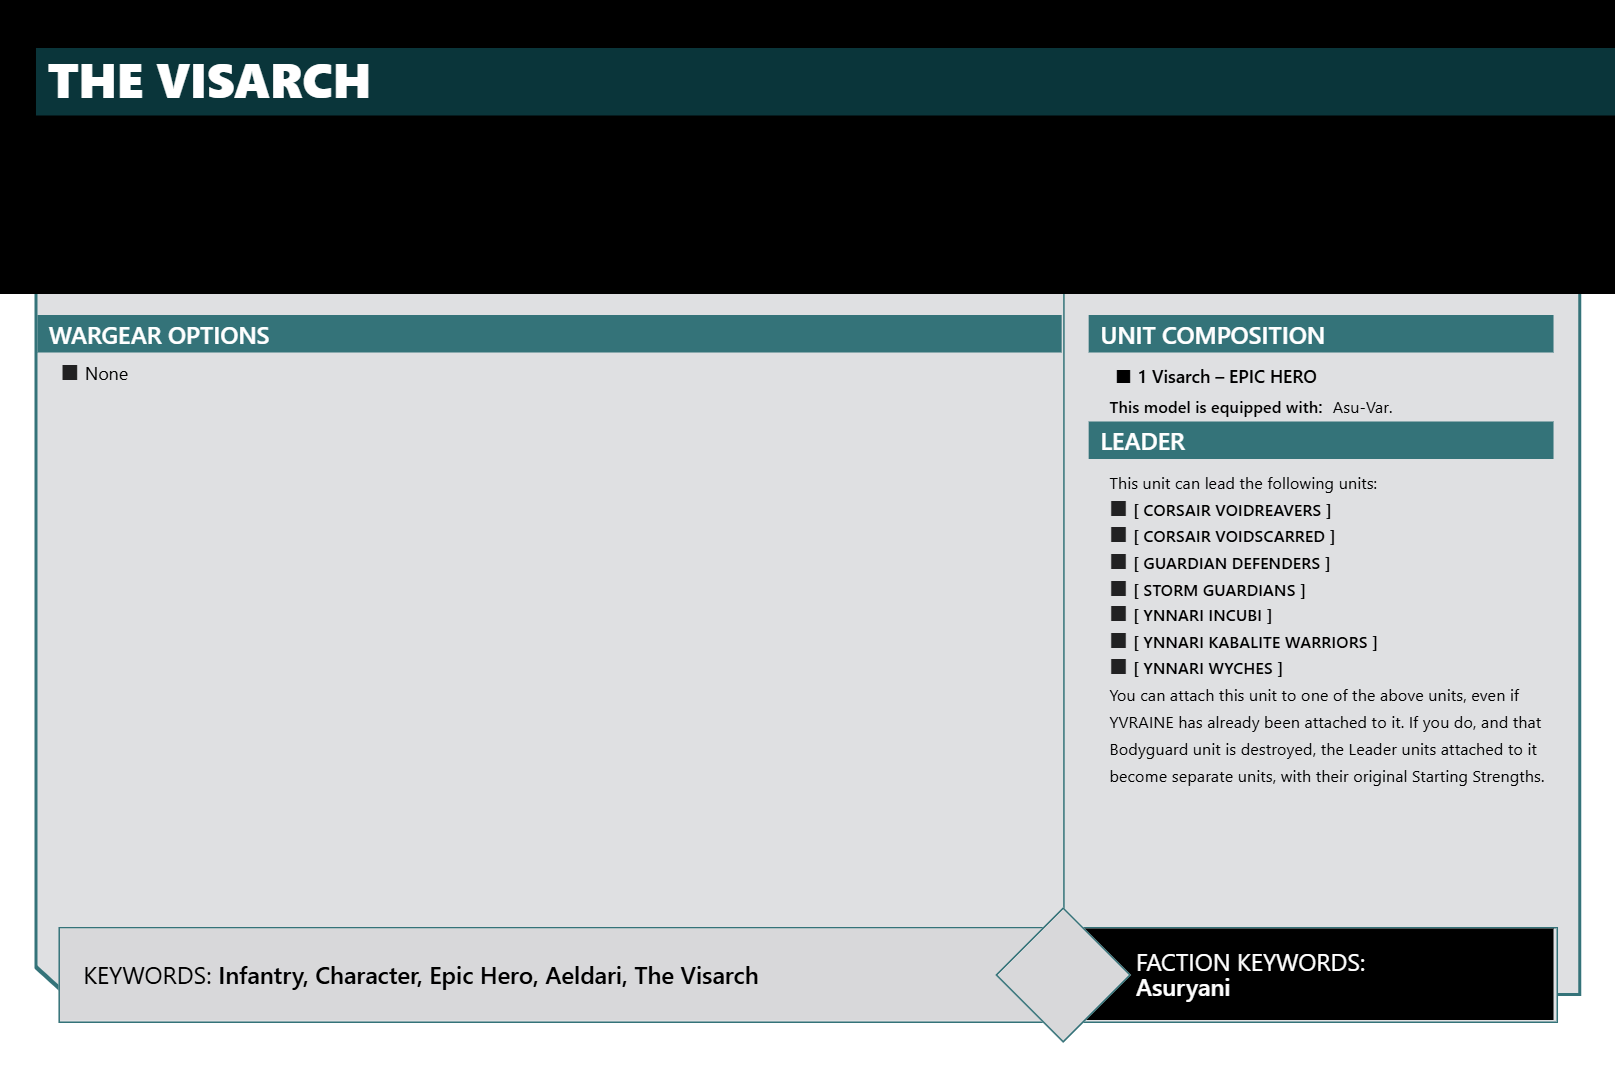 THE VISARCH
WARGEAR OPTIONS
None
UNIT COMPOSITION
1 Visarch – EPIC HERO
This model is equipped with: Asu-Var.
LEADER
This unit can lead the following units:
[ CORSAIR VOIDREAVERS ]
[ CORSAIR VOIDSCARRED ]
[ GUARDIAN DEFENDERS ]
[ STORM GUARDIANS ]
[ YNNARI INCUBI ]
[ YNNARI KABALITE WARRIORS ]
[ YNNARI WYCHES ]
You can attach this unit to one of the above units, even if
YVRAINE has already been attached to it. If you do, and that
Bodyguard unit is destroyed, the Leader units attached to it
become separate units, with their original Starting Strengths.
KEYWORDS: Infantry, Character, Epic Hero, Aeldari, The Visarch
FACTION KEYWORDS:
Asuryani